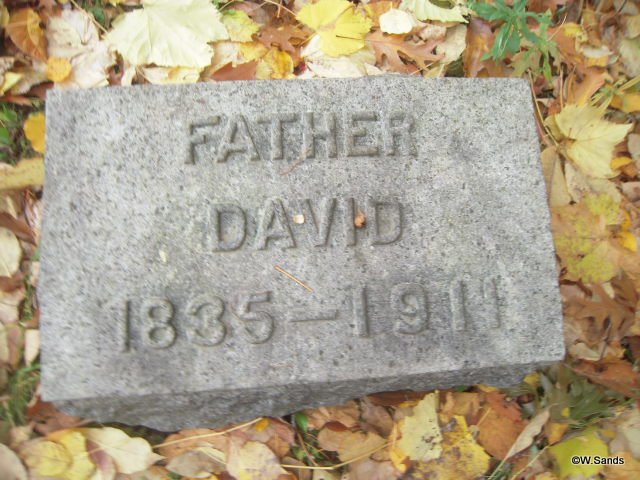 FATHER
DAVID
1835-1911
©W.Sands